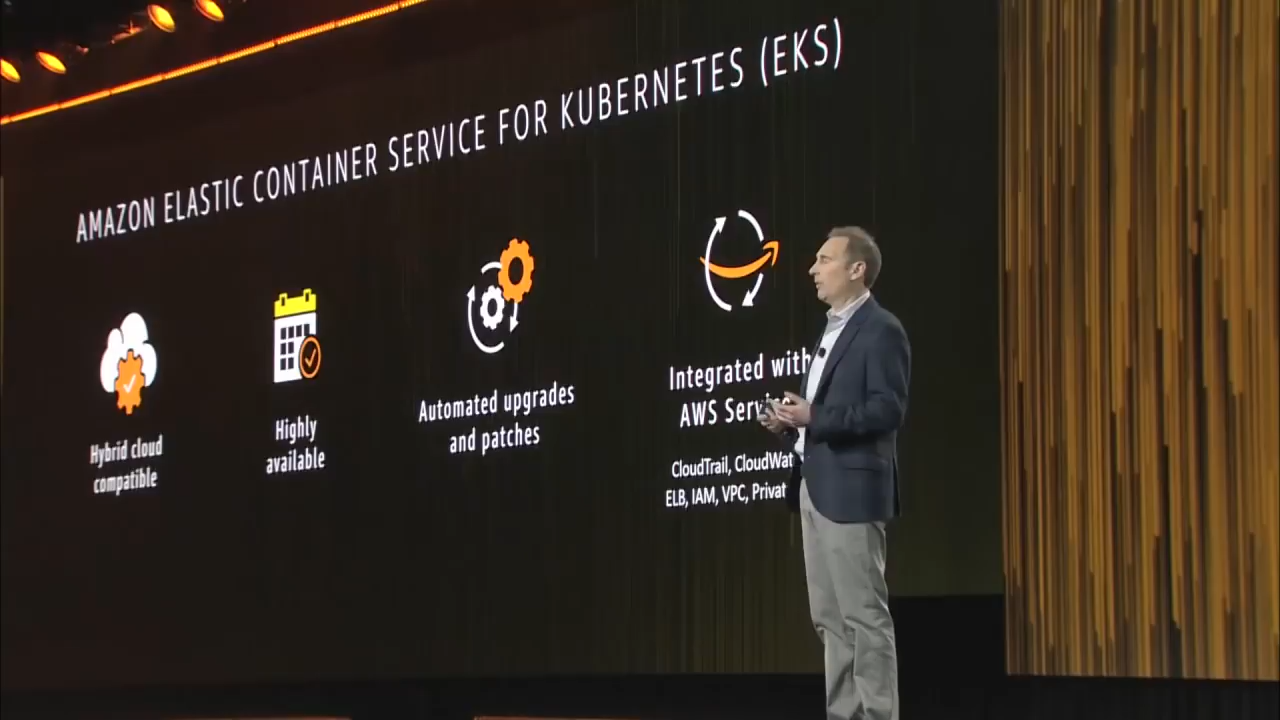 AMAZON ELASTIC CONTAINER SERVICE FOR KUBERNETES (EKS)
Hybrid cloud
compatible
Highly
available
Automated upgrades
and patches
Integrated with
AWS
CloudTrail,
ELB, IAM, VPC,